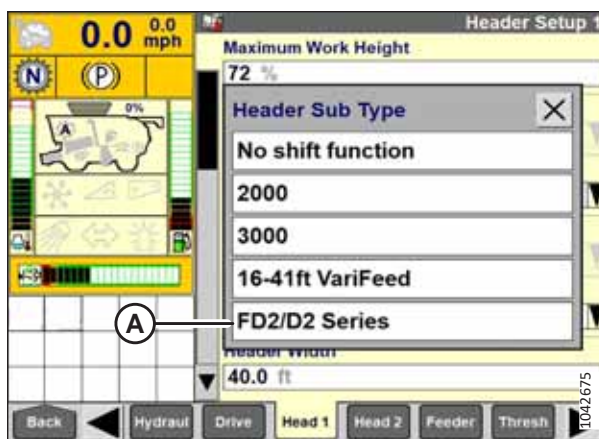 0.0 0.0 mph
N (P)
0%
A
Header Setup 1
Maximum Work Height
72 %
Header Sub Type
No shift function
2000
3000
16-41ft VariFeed
A
FD2/D2 Series
Header Width
40.0 ft
Back Hydraul Drive Head 1 Head 2 Feeder Thresh
1042675